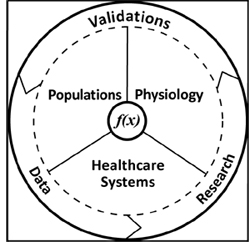 Validations
Populations
Physiology
f(x)
Healthcare
Systems
Data
Research